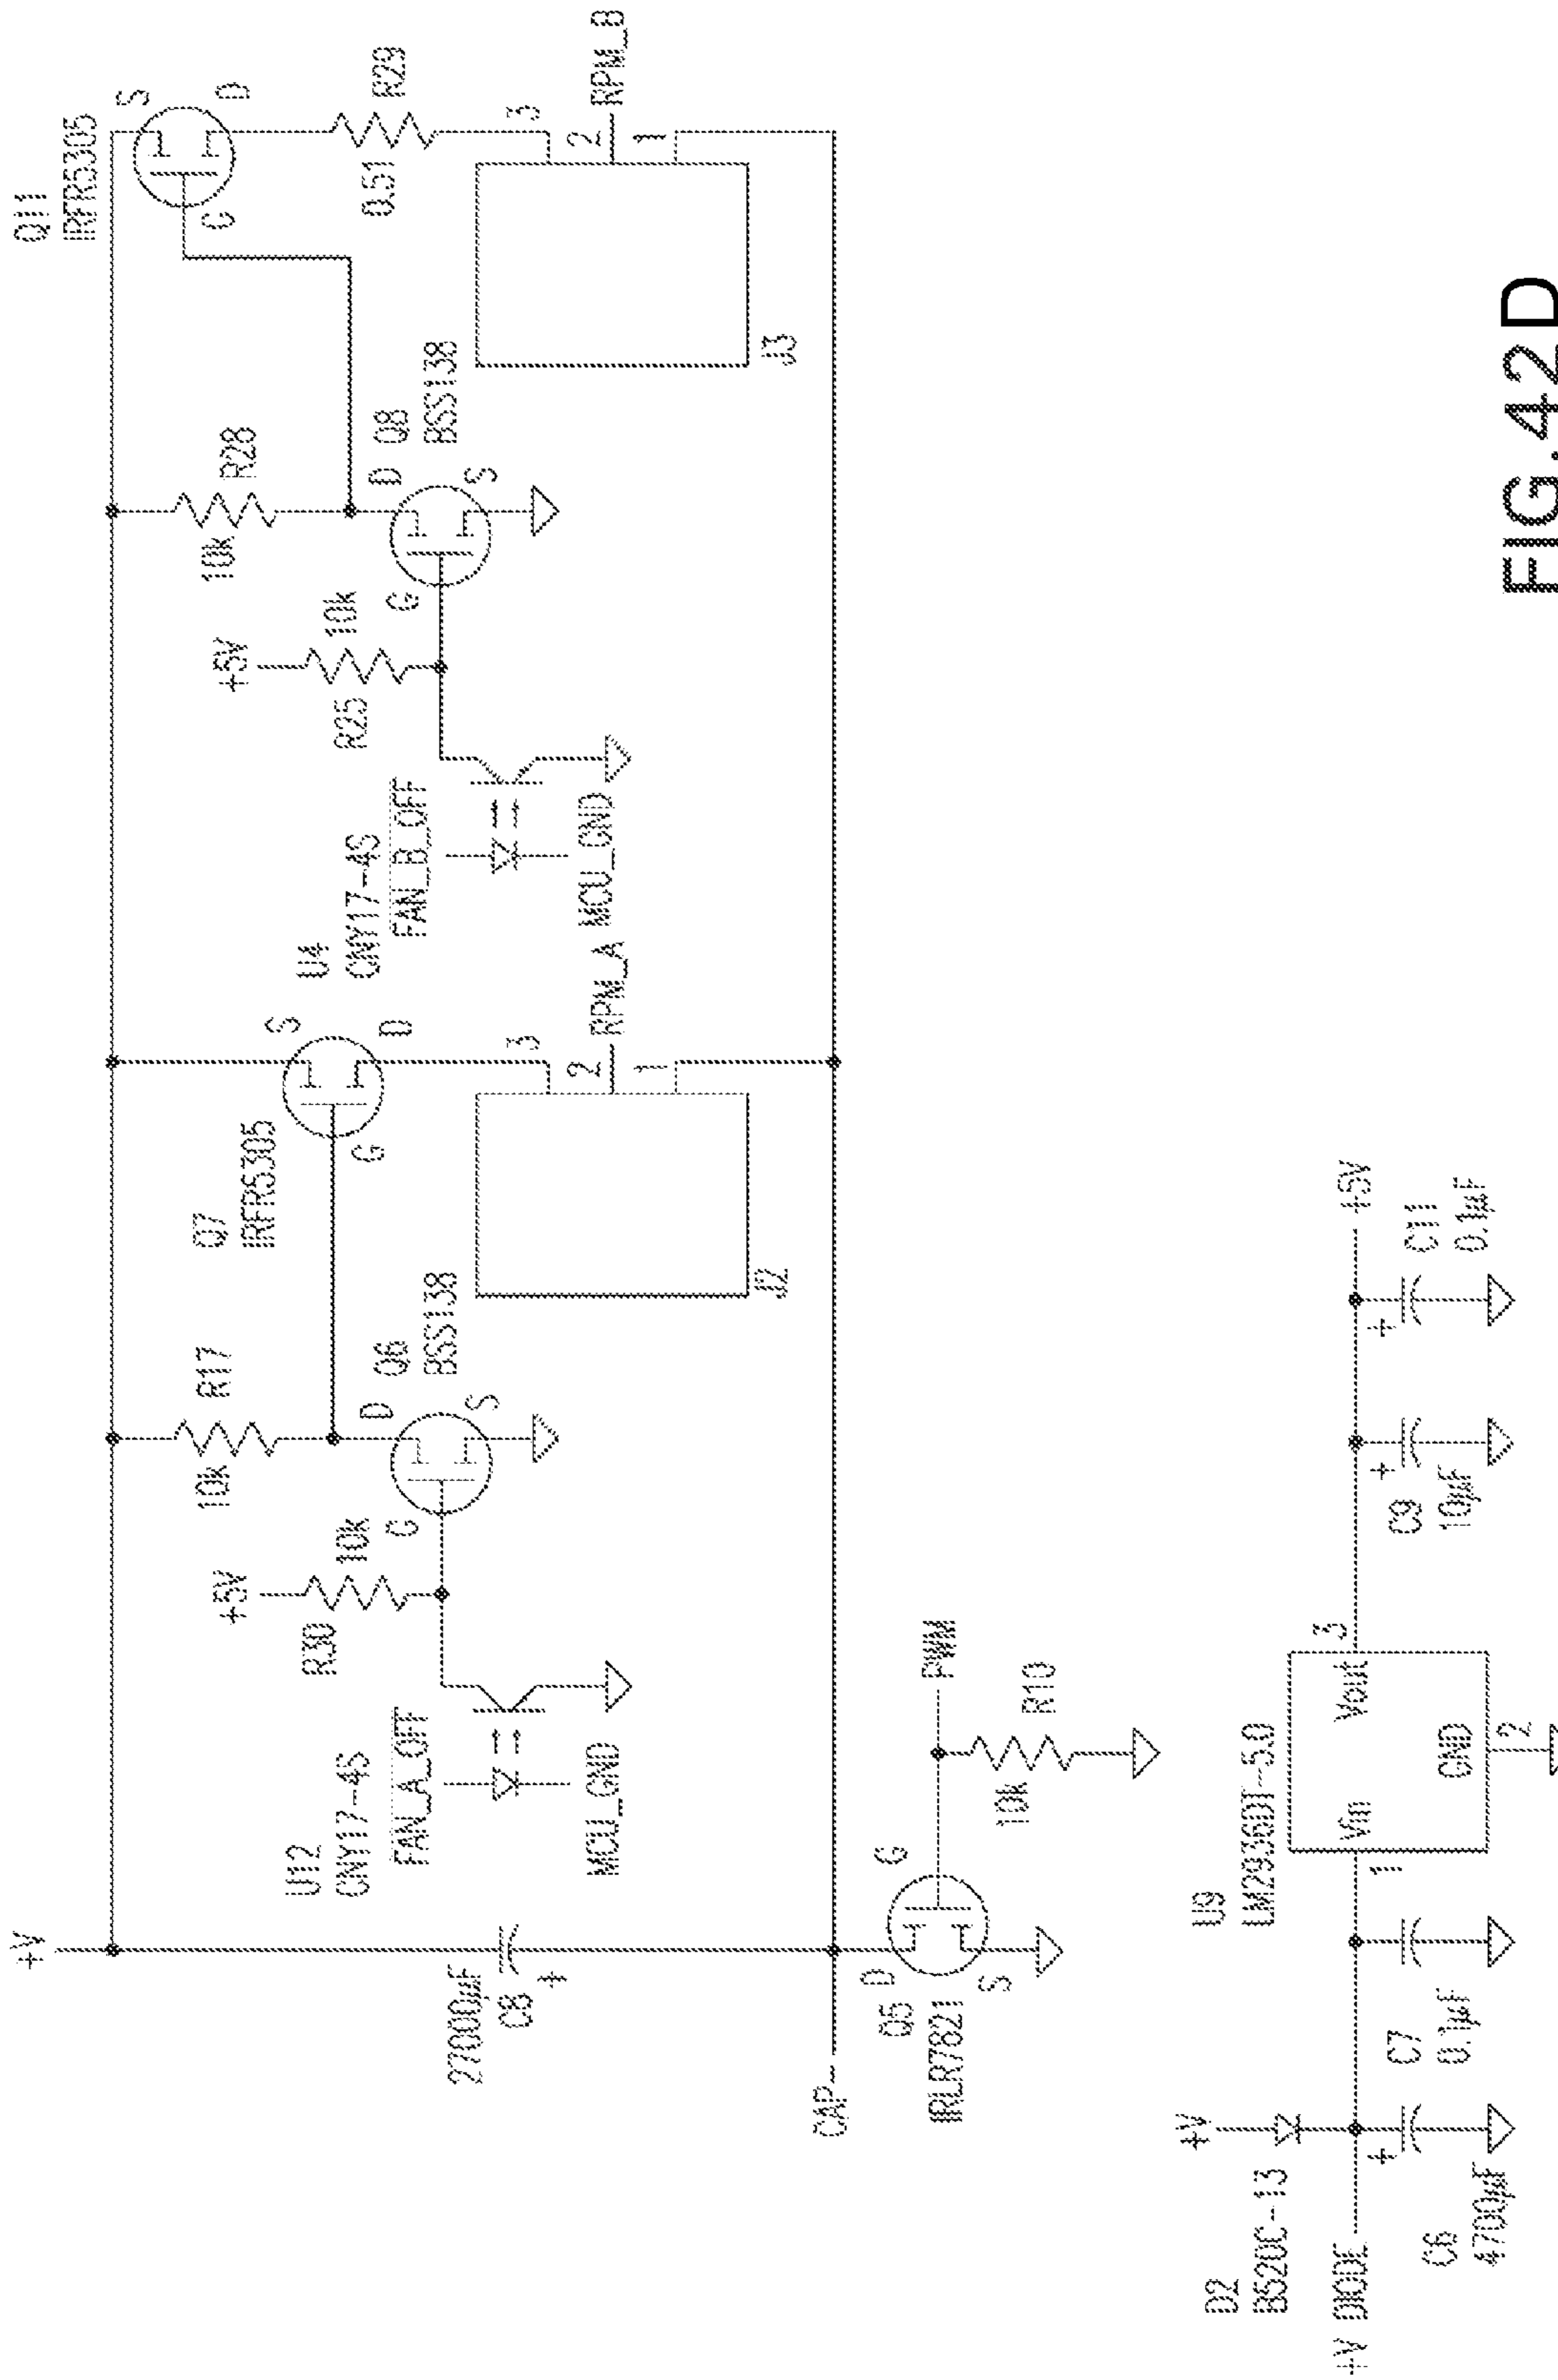 +V
2700µF
C8
CAP-
U12
CNY17-4S
FAN_A_OFF
MCU_GND
+5V
R30
10k
10k
R17
G
D
S
Q6
BSS138
Q7
IRFR5305
S
D
G
3
2
1
RPM_A
J2
U4
CNY17-4S
FAN_B_OFF
MCU_GND
+5V
R25
10k
10k
R28
G
D
S
Q8
BSS138
Q11
IRFR5305
S
D
G
0.51
R29
3
2
1
RPM_B
J3
D
S
G
Q5
IRLR7821
PWM
10k
R10
D2
B520C-13
+V
+V DIODE
C6
4700µF
+
C7
0.1µF
U9
LM2936DT-5.0
1
Vin
Vout
3
GND
2
C9
10µF
+
C11
0.1µF
+
+5V
+
FIG.42D